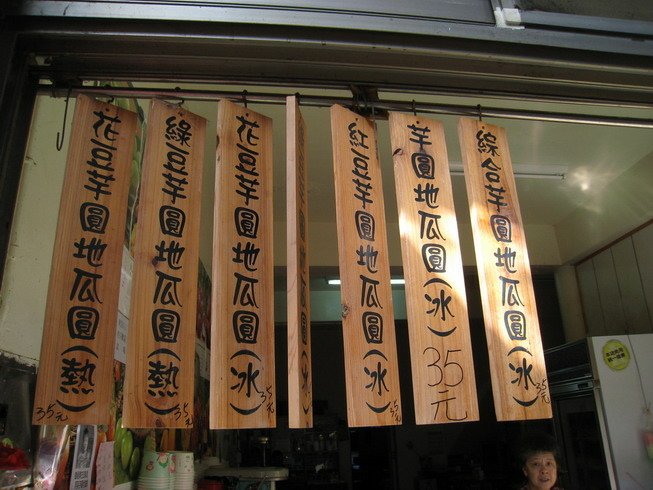 花豆芋圓地瓜圓(熱)35元
綠豆芋圓地瓜圓(熱)35元
花豆芋圓地瓜圓(冰)35元
紅豆芋圓地瓜圓(冰)35元
芋圓地瓜圓(冰)35元
綜合芋圓地瓜圓(冰)35元